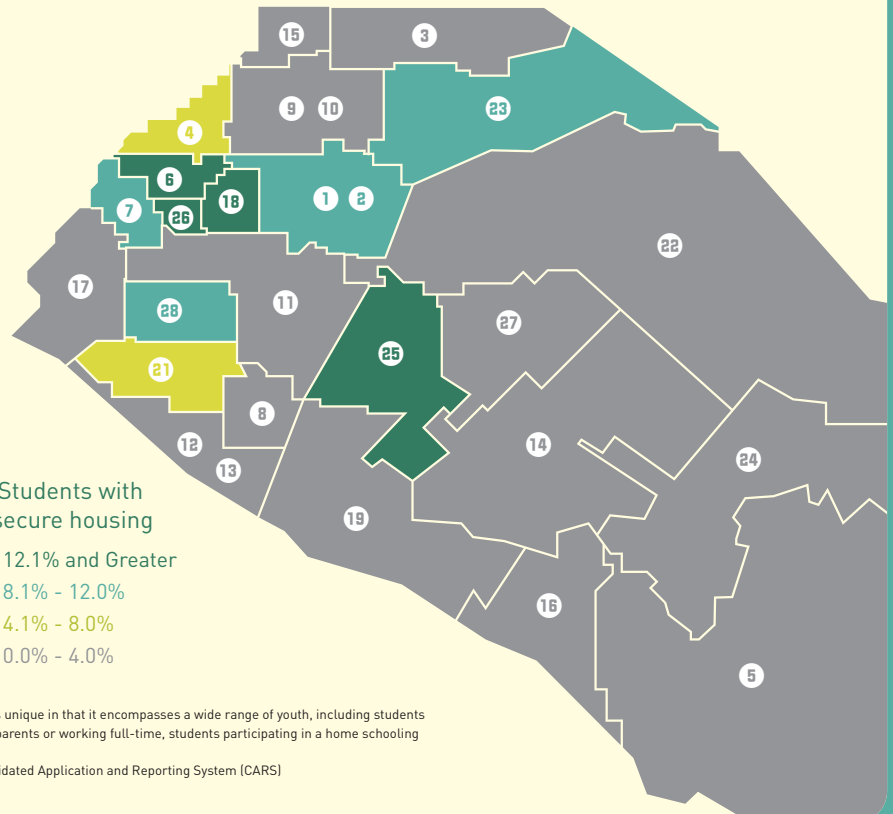 15
3
9 10
23
4
6
1 2
18
7
26
22
17
11
28
27
25
21
8
12
14
24
13
19
16
5
Students with
secure housing
12.1% and Greater
8.1% - 12.0%
4.1% - 8.0%
0.0% - 4.0%
unique in that it encompasses a wide range of youth, including students
parents or working full-time, students participating in a home schooling
idated Application and Reporting System (CARS)